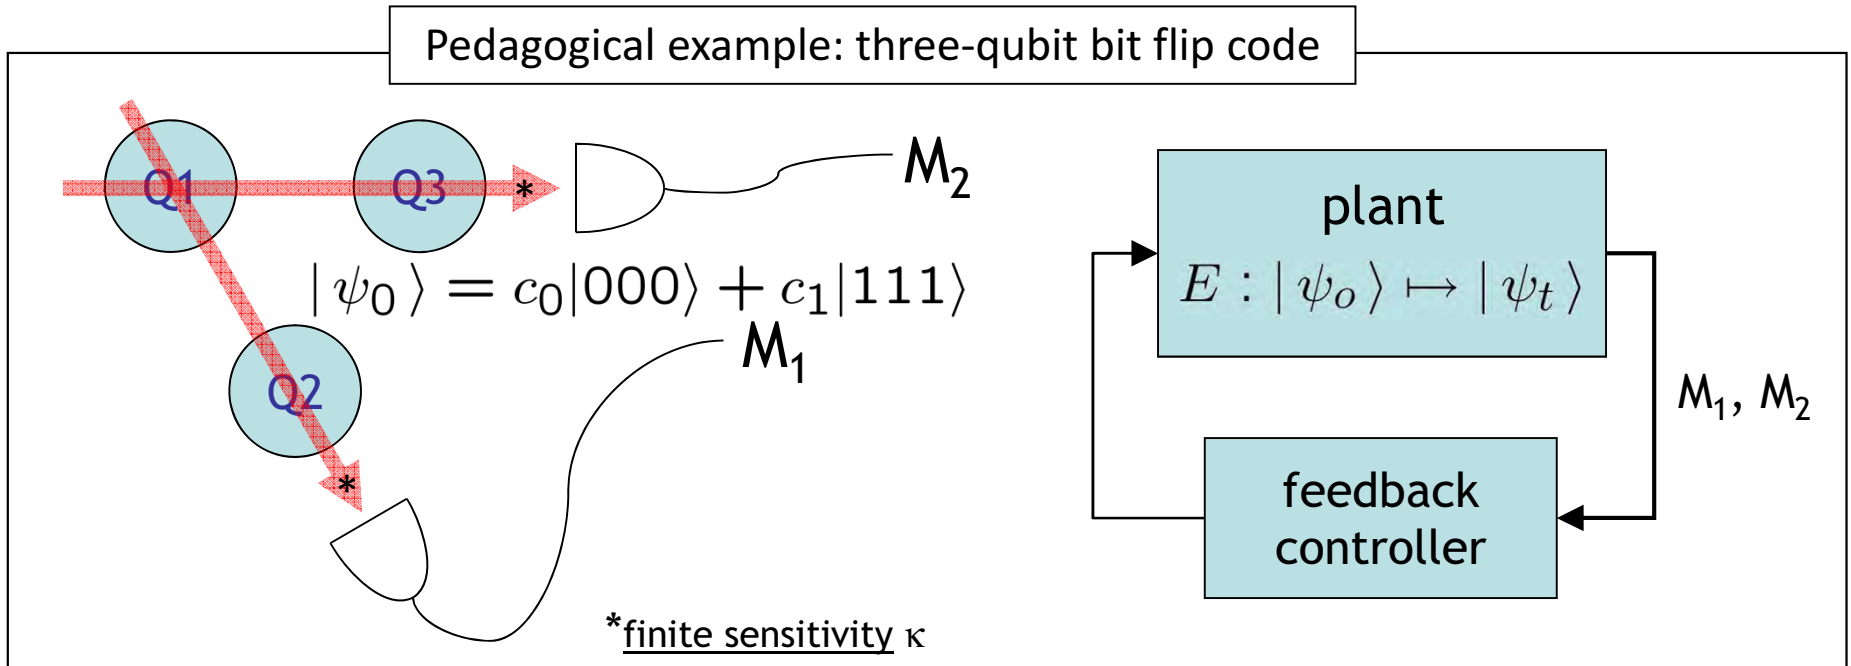 Pedagogical example: three-qubit bit flip code
Q1
Q3
*
M₂
|ψ₀⟩ = c₀|000⟩ + c₁|111⟩
M₁
Q2
*
*finite sensitivity κ
plant
E : |ψₒ⟩ ↦ |ψₜ⟩
M₁, M₂
feedback
controller